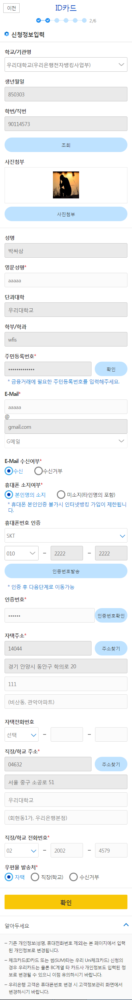 이전
ID카드
2/6
신청정보입력
학교/기관명
우리대학교(우리은행전자뱅킹사업부)
생년월일
850303
학번/직번
90114573
조회
사진첨부
사진첨부
성명
박싸삼
영문성명*
aaaaa
단과대학
우리대학교
학부/학과
wfis
주민등록번호*
•••••••••••••
확인
* 금융거래에 필요한 주민등록번호를 입력해주세요.
E-Mail*
aaaaa
@
gmail.com
G메일
E-Mail 수신여부*
수신 수신거부
휴대폰 소지여부*
본인명의 소지 미소지(타인명의 포함)
* 휴대폰 본인인증 불가시 인터넷뱅킹 가입이 제한됩니
다.
휴대폰번호 인증
SKT
010 – 2222 – 2222
인증번호발송
* 인증 후 다음단계로 이동가능
인증번호*
•••••• 인증번호확인
자택주소*
14044 주소찾기
경기 안양시 동안구 학의로 20
111
(비산동, 관악아파트)
자택전화번호
선택 – –
직장/학교 주소*
04632 주소찾기
서울 중구 소공로 51
우리대학교
(회현동1가, 우리은행본점)
직장/학교 전화번호*
02 – 2002 – 4579
우편물 발송처*
자택 직장(학교) 수신거부
확인
알아두세요
– 기존 개인정보(성명, 휴대전화번호 제외)는 본 페이지에서 입력
된 개인정보로 변경됩니다.
– 체크카드(ID카드 또는 썸(SUM)타는 우리 Uni체크카드) 신청의
경우 우리카드는 물론 BC계열 타 카드사 개인정보도 입력된 정
보로 변경될 수 있으니 이점 유의하시기 바랍니다.
– 우리은행 고객은 휴대폰번호 변경 시 고객정보관리 화면에서
변경하시기 바랍니다.